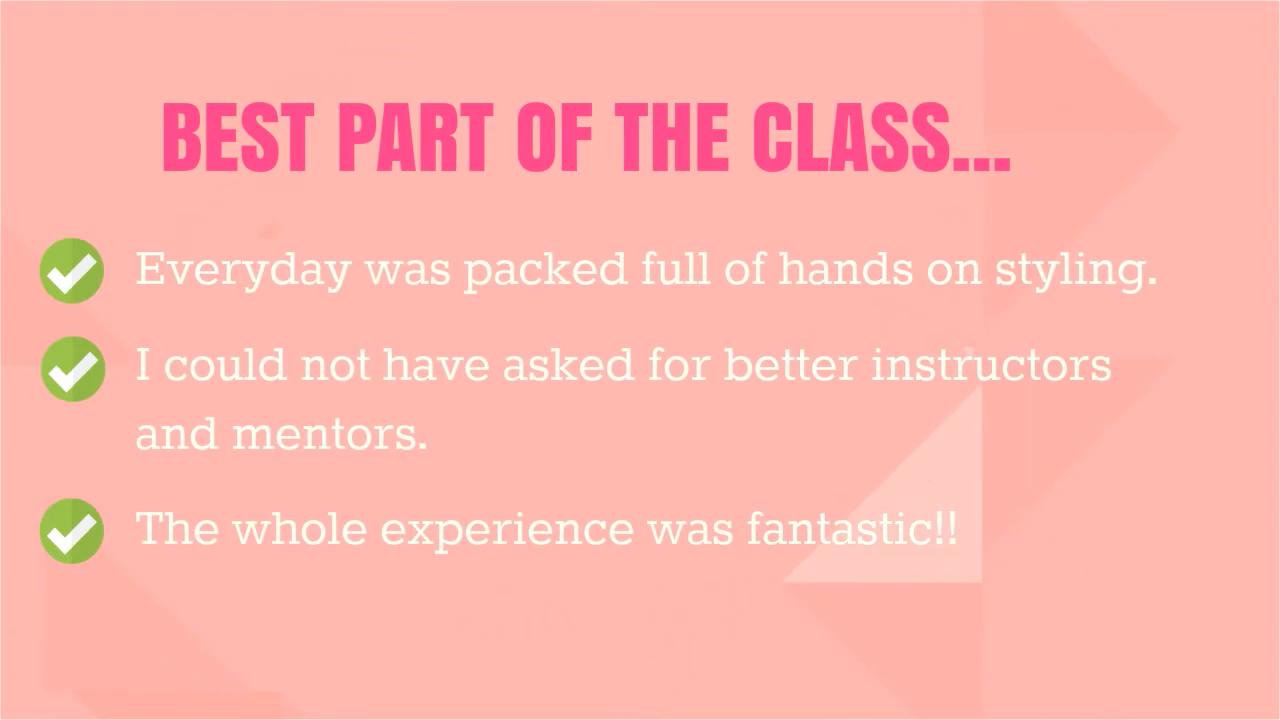 BEST PART OF THE CLASS...
Everyday was packed full of hands on styling.
I could not have asked for better instructors
and mentors.
The whole experience was fantastic!!